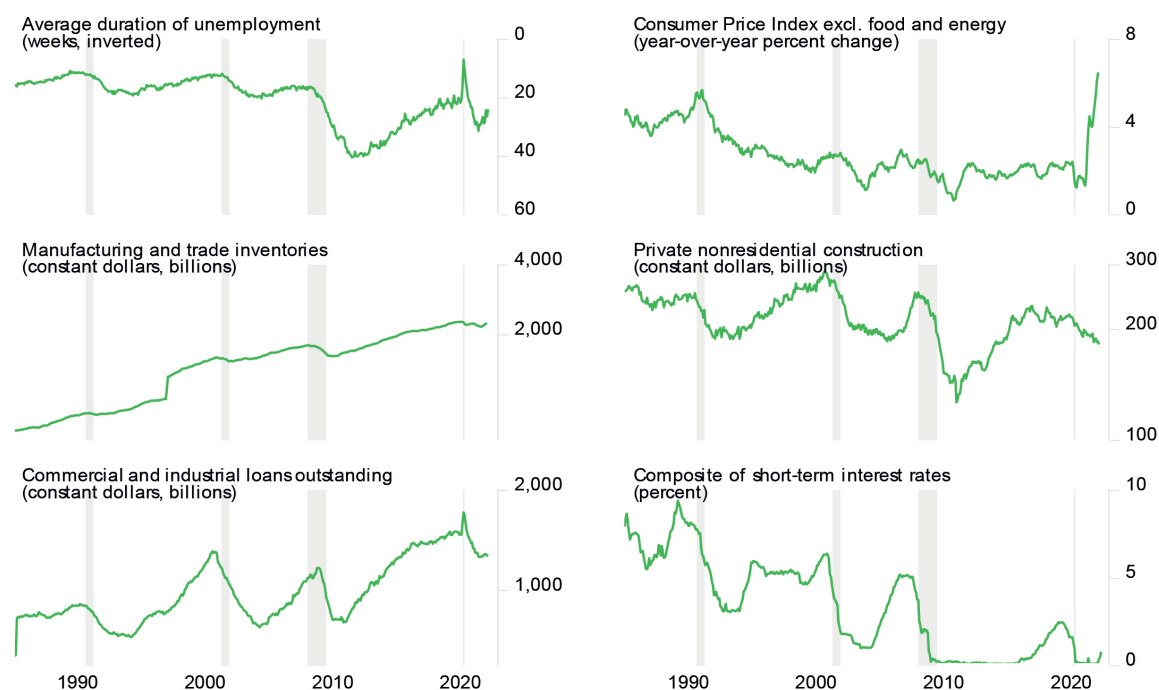 Average duration of unemployment
(weeks, inverted)
0
20
40
60
Consumer Price Index excl. food and energy
(year-over-year percent change)
8
4
0
Manufacturing and trade inventories
(constant dollars, billions)
4,000
2,000
Private nonresidential construction
(constant dollars, billions)
300
200
100
Commercial and industrial loans outstanding
(constant dollars, billions)
2,000
1,000
1990 2000 2010 2020
Composite of short-term interest rates
(percent)
10
5
0
1990 2000 2010 2020